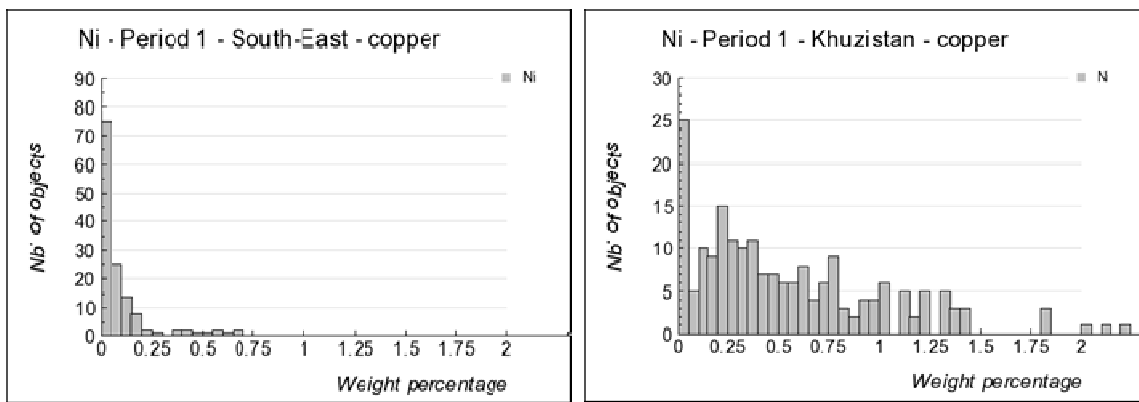 Ni - Period 1 - South-East - copper
Ni
90
80
70
60
50
40
30
20
10
0
Nb' of objects
0 0.25 0.5 0.75 1 1.25 1.5 1.75 2
Weight percentage
Ni - Period 1 - Khuzistan - copper
N
30
25
20
15
10
5
0
Nb' of objects
0 0.25 0.5 0.75 1 1.25 1.5 1.75 2
Weight percentage